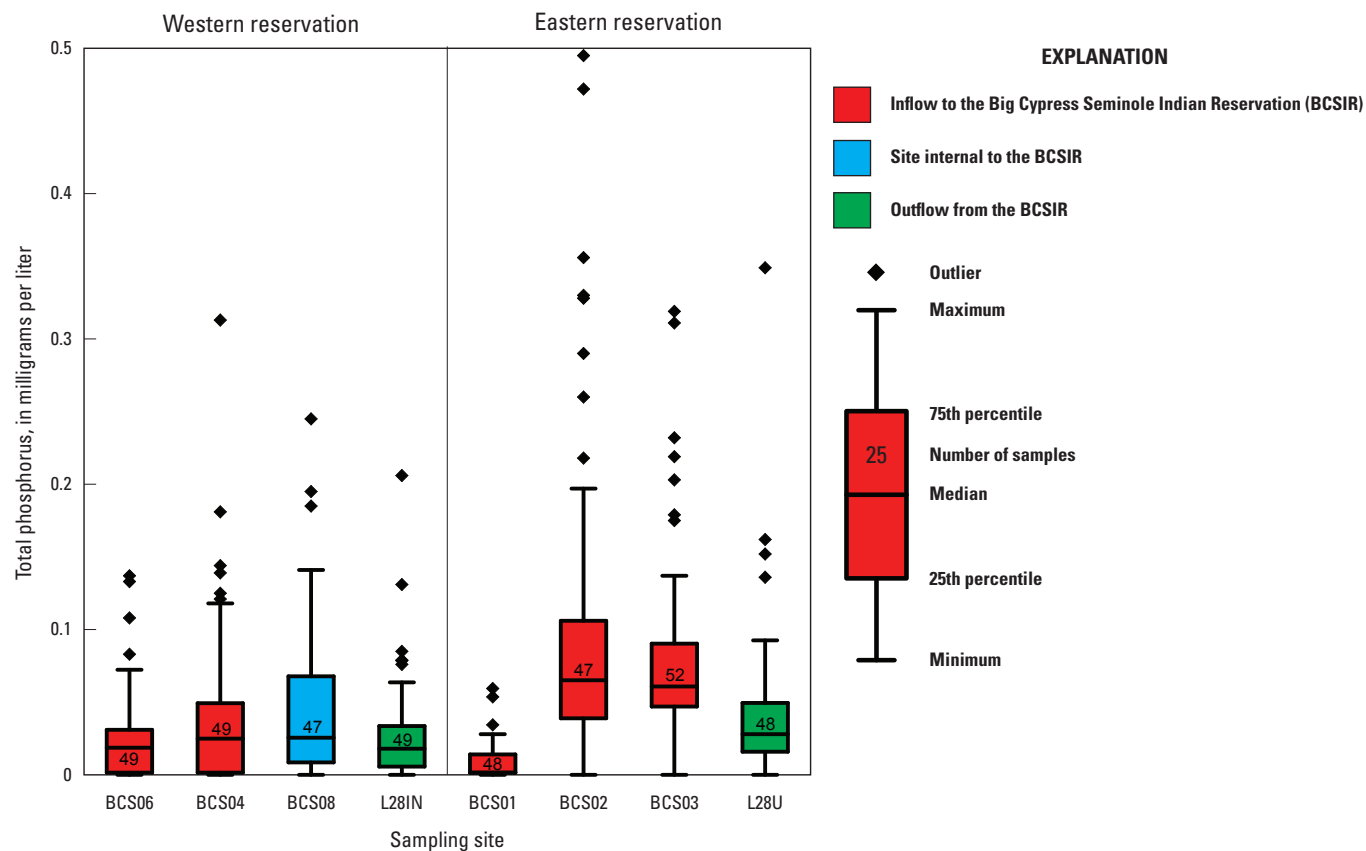 Western reservation
Eastern reservation
0.5
0.4
0.3
0.2
0.1
0
Total phosphorus, in milligrams per liter
49
49
47
49
48
47
52
48
BCS06
BCS04
BCS08
L28IN
BCS01
BCS02
BCS03
L28U
Sampling site
EXPLANATION
Inflow to the Big Cypress Seminole Indian Reservation (BCSIR)
Site internal to the BCSIR
Outflow from the BCSIR
Outlier
Maximum
75th percentile
25
Number of samples
Median
25th percentile
Minimum